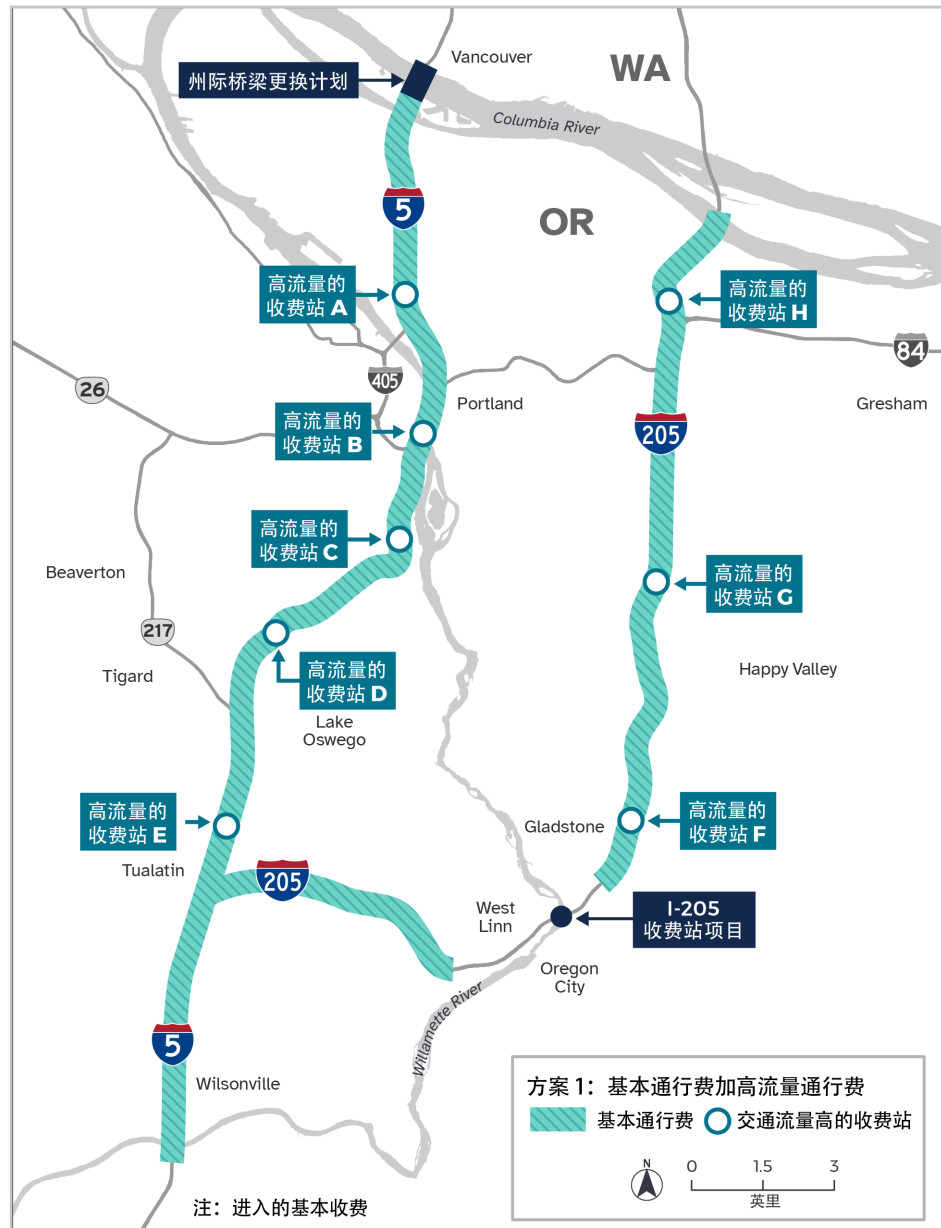 Vancouver
WA
州际桥梁更换计划
Columbia River
5
OR
高流量的
收费站 A
高流量的
收费站 H
84
405
26
Portland
Gresham
高流量的
收费站 B
205
高流量的
收费站 C
Beaverton
高流量的
收费站 G
217
Tigard
高流量的
收费站 D
Happy Valley
Lake
Oswego
高流量的
收费站 E
Gladstone
高流量的
收费站 F
Tualatin
205
West
Linn
I-205
收费站项目
Oregon
City
Willamette River
5
Wilsonville
方案 1：基本通行费加高流量通行费
基本通行费
交通流量高的收费站
N
0 1.5 3
英里
注：进入的基本收费